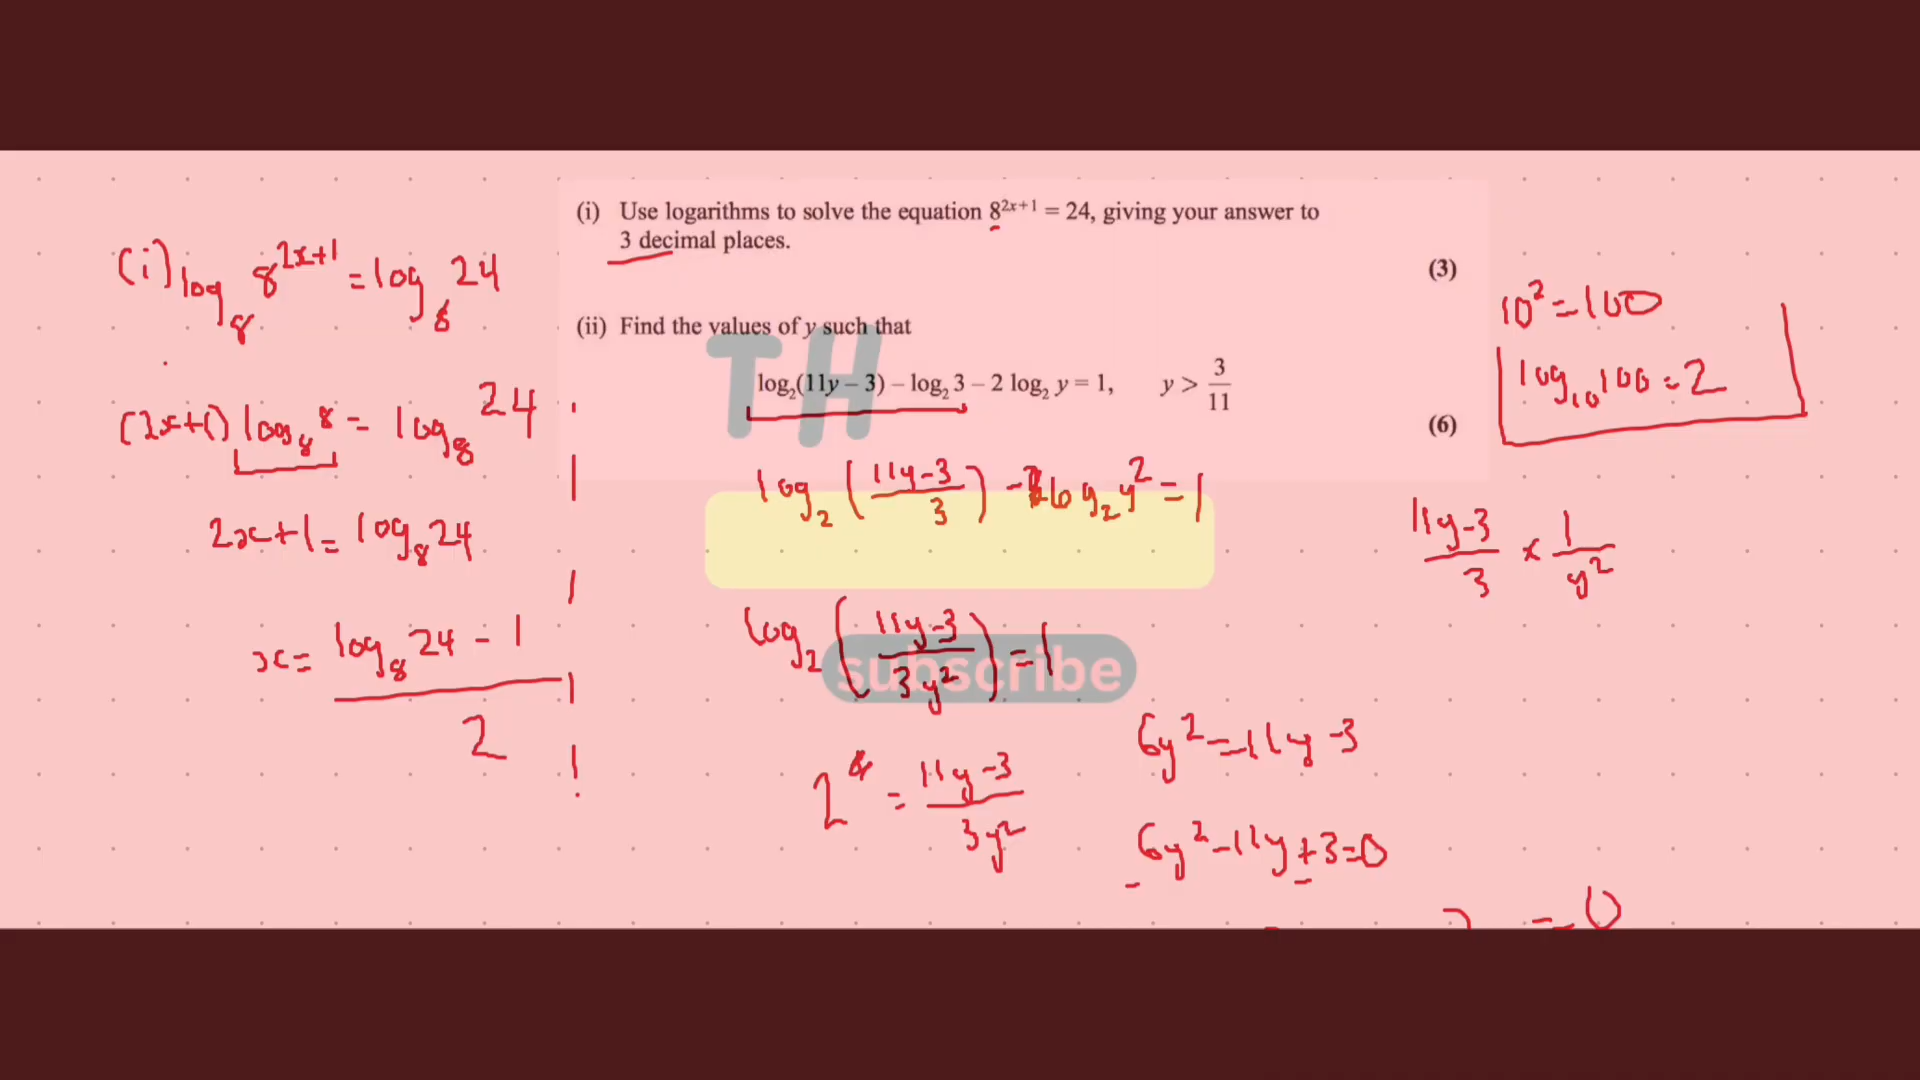 (i) Use logarithms to solve the equation 8^{2x+1} = 24, giving your answer to
3 decimal places.
(3)
(ii) Find the values of y such that
log₂(11y – 3) – log₂ 3 – 2 log₂ y = 1, y > 3/11
(6)
TH
subscribe
(i) log₈ 8^{2x+1} = log₈ 24
(2x+1) log₈ 8 = log₈ 24
2x+1 = log₈ 24
x = (log₈ 24 - 1)/2
log₂ ((11y-3)/3) - log₂ y² = 1
log₂ ((11y-3)/(3y²)) = 1
2 = (11y-3)/(3y²)
6y² = 11y-3
6y² - 11y + 3 = 0
= 0
10² = 100
log₁₀ 100 = 2
(11y-3)/3 × 1/y²